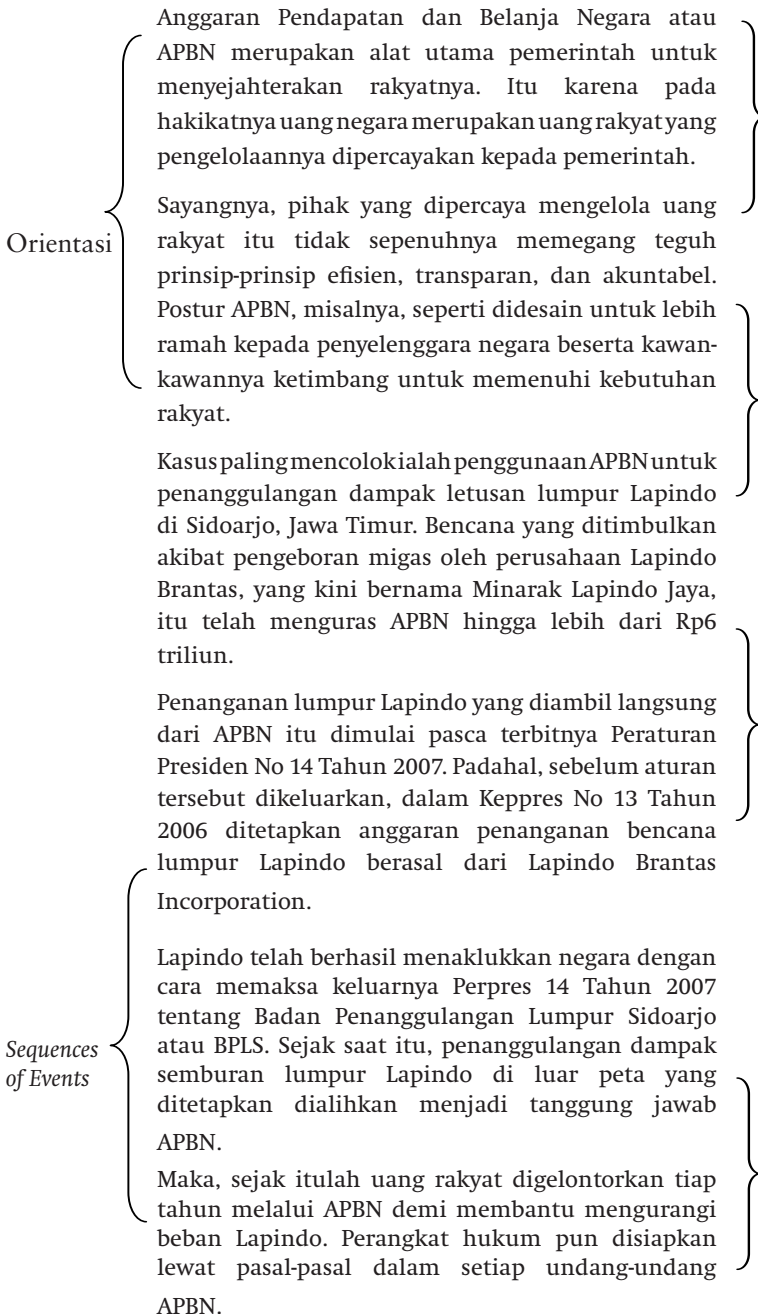 Anggaran Pendapatan dan Belanja Negara atau
APBN merupakan alat utama pemerintah untuk
menyejahterakan rakyatnya. Itu karena pada
hakikatnya uang negara merupakan uang rakyat yang
pengelolaannya dipercayakan kepada pemerintah.
Orientasi
Sayangnya, pihak yang dipercaya mengelola uang
rakyat itu tidak sepenuhnya memegang teguh
prinsip-prinsip efisien, transparan, dan akuntabel.
Postur APBN, misalnya, seperti didesain untuk lebih
ramah kepada penyelenggara negara beserta kawan-
kawannya ketimbang untuk memenuhi kebutuhan
rakyat.
Kasus paling mencolok ialah penggunaan APBN untuk
penanggulangan dampak letusan lumpur Lapindo
di Sidoarjo, Jawa Timur. Bencana yang ditimbulkan
akibat pengeboran migas oleh perusahaan Lapindo
Brantas, yang kini bernama Minarak Lapindo Jaya,
itu telah menguras APBN hingga lebih dari Rp6
triliun.
Penanganan lumpur Lapindo yang diambil langsung
dari APBN itu dimulai pasca terbitnya Peraturan
Presiden No 14 Tahun 2007. Padahal, sebelum aturan
tersebut dikeluarkan, dalam Keppres No 13 Tahun
2006 ditetapkan anggaran penanganan bencana
lumpur Lapindo berasal dari Lapindo Brantas
Incorporation.
Sequences
of Events
Lapindo telah berhasil menaklukkan negara dengan
cara memaksa keluarnya Perpres 14 Tahun 2007
tentang Badan Penanggulangan Lumpur Sidoarjo
atau BPLS. Sejak saat itu, penanggulangan dampak
semburan lumpur Lapindo di luar peta yang
ditetapkan dialihkan menjadi tanggung jawab
APBN.
Maka, sejak itulah uang rakyat digelontorkan tiap
tahun melalui APBN demi membantu mengurangi
beban Lapindo. Perangkat hukum pun disiapkan
lewat pasal-pasal dalam setiap undang-undang
APBN.